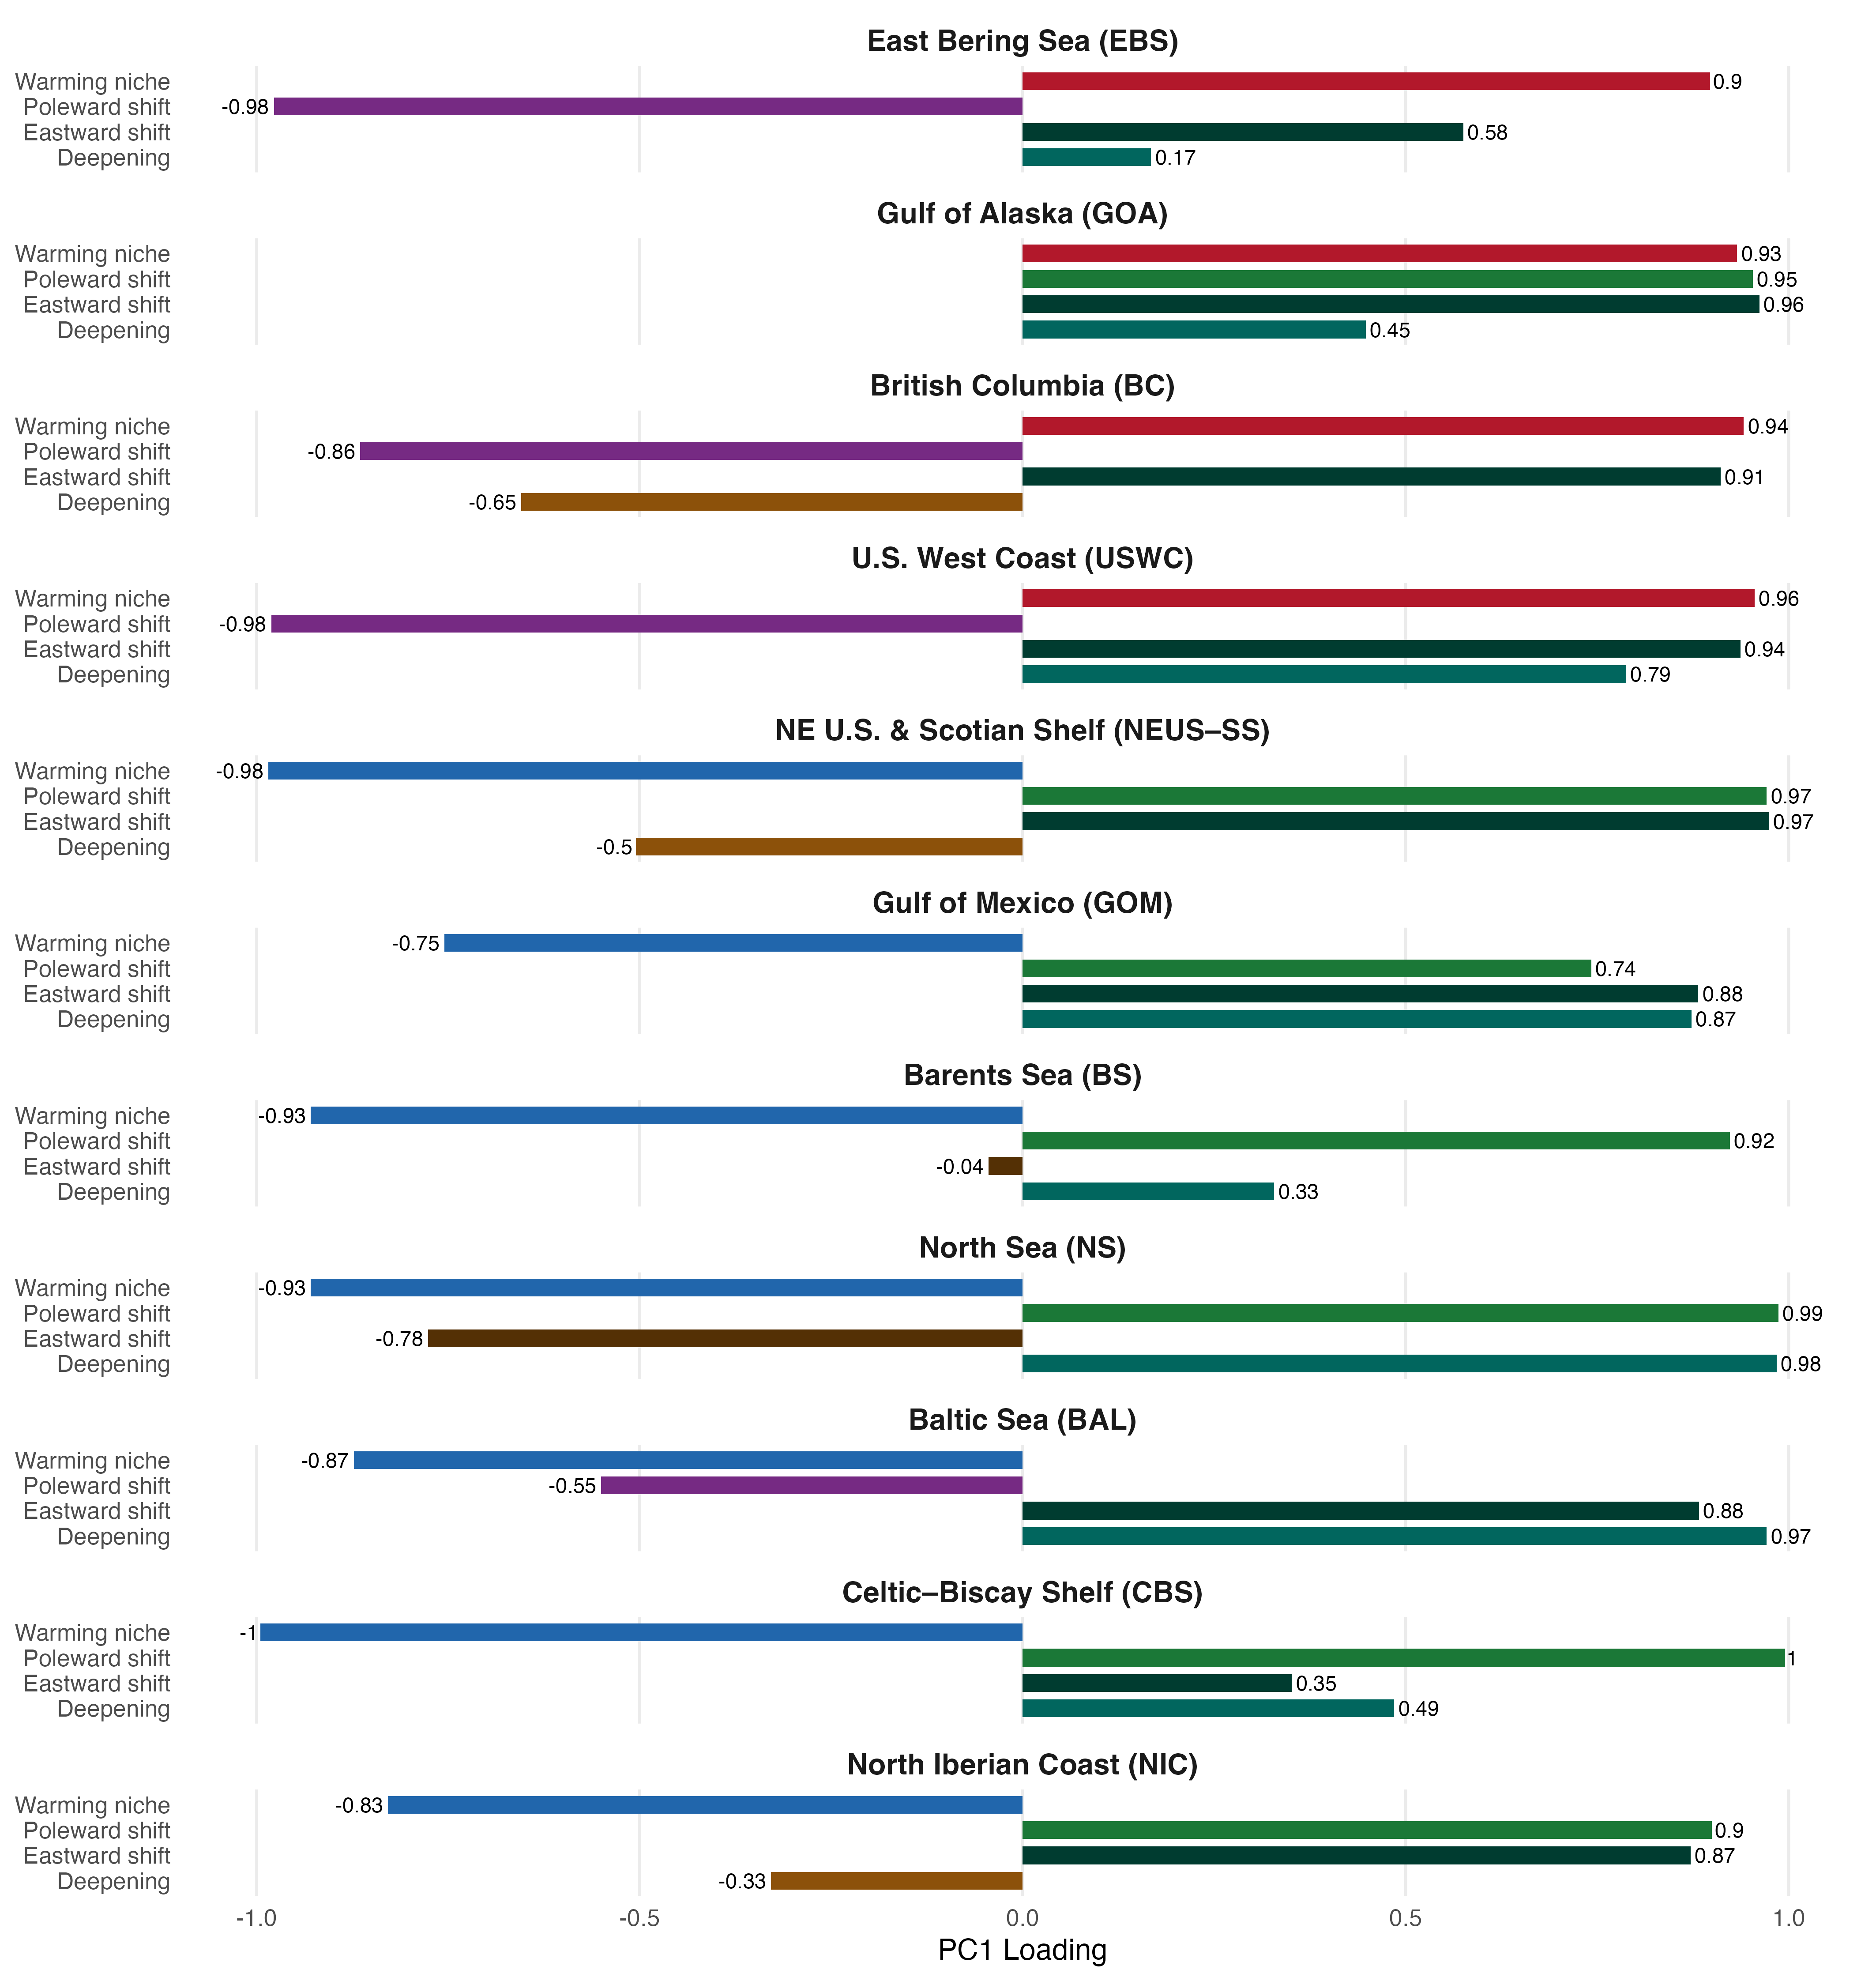 East Bering Sea (EBS)
Warming niche 0.9
Poleward shift -0.98
Eastward shift 0.58
Deepening 0.17
Gulf of Alaska (GOA)
Warming niche 0.93
Poleward shift 0.95
Eastward shift 0.96
Deepening 0.45
British Columbia (BC)
Warming niche 0.94
Poleward shift -0.86
Eastward shift 0.91
Deepening -0.65
U.S. West Coast (USWC)
Warming niche 0.96
Poleward shift -0.98
Eastward shift 0.94
Deepening 0.79
NE U.S. & Scotian Shelf (NEUS–SS)
Warming niche -0.98
Poleward shift 0.97
Eastward shift 0.97
Deepening -0.5
Gulf of Mexico (GOM)
Warming niche -0.75
Poleward shift 0.74
Eastward shift 0.88
Deepening 0.87
Barents Sea (BS)
Warming niche -0.93
Poleward shift 0.92
Eastward shift -0.04
Deepening 0.33
North Sea (NS)
Warming niche -0.93
Poleward shift 0.99
Eastward shift -0.78
Deepening 0.98
Baltic Sea (BAL)
Warming niche -0.87
Poleward shift -0.55
Eastward shift 0.88
Deepening 0.97
Celtic–Biscay Shelf (CBS)
Warming niche -1
Poleward shift 1
Eastward shift 0.35
Deepening 0.49
North Iberian Coast (NIC)
Warming niche -0.83
Poleward shift 0.9
Eastward shift 0.87
Deepening -0.33
-1.0 -0.5 0.0 0.5 1.0
PC1 Loading